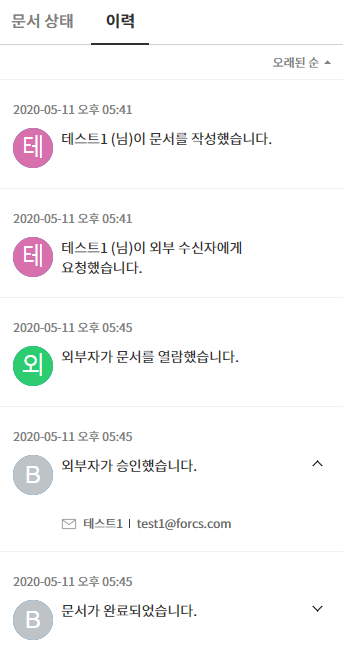 문서 상태 이력
오래된 순
2020-05-11 오후 05:41
테 테스트1 (님)이 문서를 작성했습니다.
2020-05-11 오후 05:41
테 테스트1 (님)이 외부 수신자에게
요청했습니다.
2020-05-11 오후 05:45
외 외부자가 문서를 열람했습니다.
2020-05-11 오후 05:45
B 외부자가 승인했습니다.
테스트1 | test1@forcs.com
2020-05-11 오후 05:45
B 문서가 완료되었습니다.